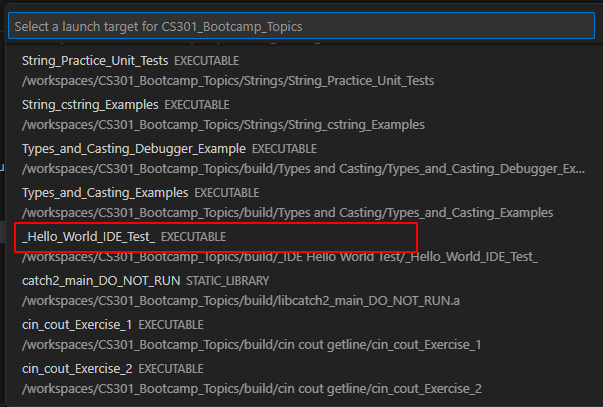 Select a launch target for CS301_Bootcamp_Topics
String_Practice_Unit_Tests EXECUTABLE
/workspaces/CS301_Bootcamp_Topics/Strings/String_Practice_Unit_Tests
String_cstring_Examples EXECUTABLE
/workspaces/CS301_Bootcamp_Topics/Strings/String_cstring_Examples
Types_and_Casting_Debugger_Example EXECUTABLE
/workspaces/CS301_Bootcamp_Topics/build/Types and Casting/Types_and_Casting_Debugger_Ex...
Types_and_Casting_Examples EXECUTABLE
/workspaces/CS301_Bootcamp_Topics/build/Types and Casting/Types_and_Casting_Examples
_Hello_World_IDE_Test_ EXECUTABLE
/workspaces/CS301_Bootcamp_Topics/build/_IDE Hello World Test/_Hello_World_IDE_Test_
catch2_main_DO_NOT_RUN STATIC_LIBRARY
/workspaces/CS301_Bootcamp_Topics/build/libcatch2_main_DO_NOT_RUN.a
cin_cout_Exercise_1 EXECUTABLE
/workspaces/CS301_Bootcamp_Topics/build/cin cout getline/cin_cout_Exercise_1
cin_cout_Exercise_2 EXECUTABLE
/workspaces/CS301_Bootcamp_Topics/build/cin cout getline/cin_cout_Exercise_2